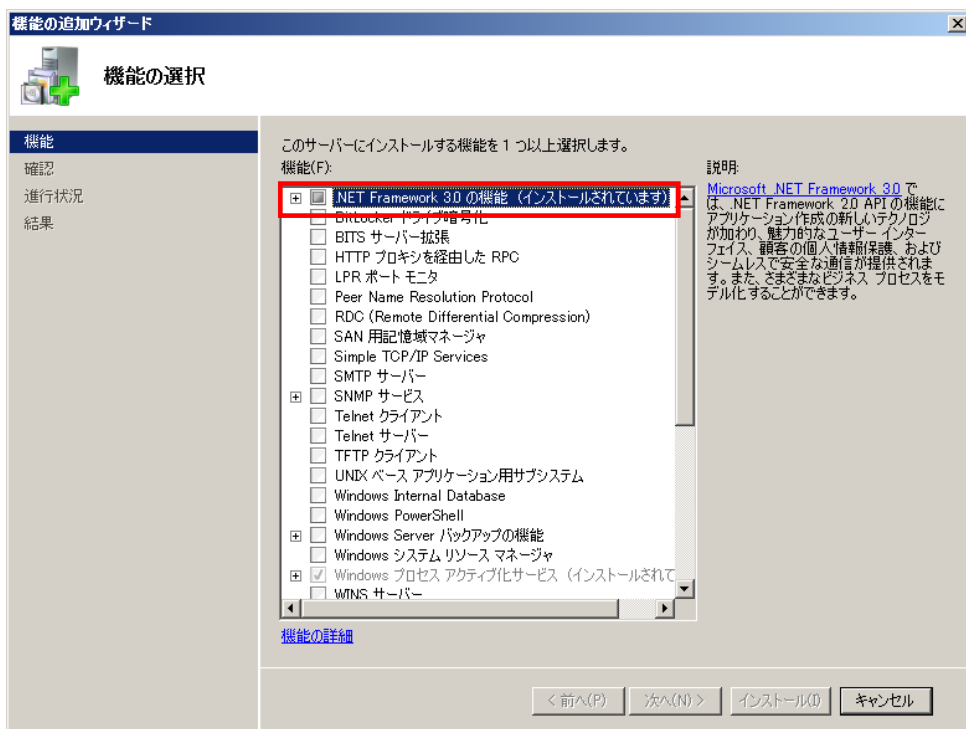 機能の追加ウィザード
機能の選択
機能
確認
進行状況
結果
このサーバーにインストールする機能を 1 つ以上選択します。
機能(F):
.NET Framework 3.0 の機能 (インストールされています)
BitLocker ドライブ暗号化
BITS サーバー拡張
HTTP プロキシを経由した RPC
LPR ポート モニタ
Peer Name Resolution Protocol
RDC (Remote Differential Compression)
SAN 用記憶域マネージャ
Simple TCP/IP Services
SMTP サーバー
SNMP サービス
Telnet クライアント
Telnet サーバー
TFTP クライアント
UNIX ベース アプリケーション用サブシステム
Windows Internal Database
Windows PowerShell
Windows Server バックアップの機能
Windows システム リソース マネージャ
Windows プロセス アクティブ化サービス (インストールされて
WINS サーバー
機能の詳細
説明:
Microsoft .NET Framework 3.0 で
は、.NET Framework 2.0 API の機能に
アプリケーション作成の新しいテクノロジ
が加わり、魅力的なユーザー インター
フェイス、顧客の個人情報保護、および
シームレスで安全な通信が提供されま
す。また、さまざまなビジネス プロセスをモ
デル化することができます。
< 前へ(P)
次へ(N) >
インストール(I)
キャンセル